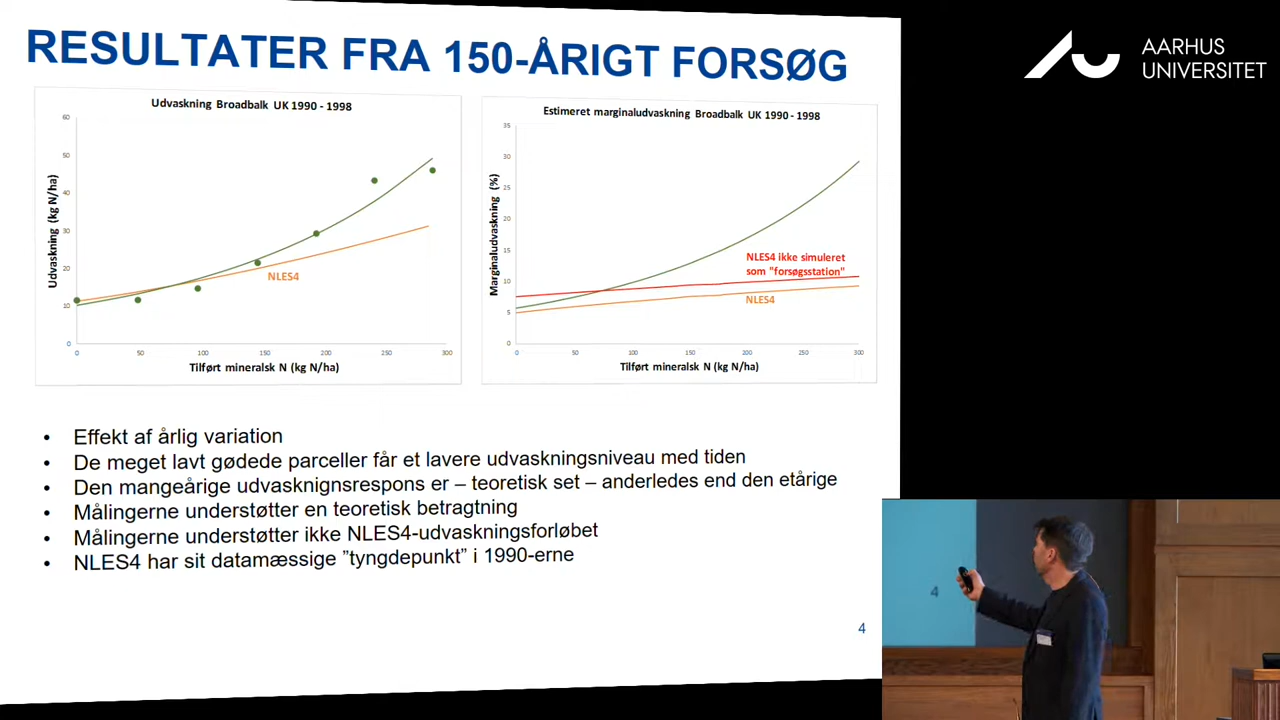 RESULTATER FRA 150-ÅRIGT FORSØG
AARHUS
UNIVERSITET
Udvaskning Broadbalk UK 1990 - 1998
60
50
40
30
20
10
0
Udvaskning (kg N/ha)
NLES4
0 50 100 150 200 250 300
Tilført mineralsk N (kg N/ha)
Estimeret marginaludvaskning Broadbalk UK 1990 - 1998
35
30
25
20
15
10
5
0
Marginaludvaskning (%)
NLES4 ikke simuleret
som "forsøgsstation"
NLES4
0 50 100 150 200 250 300
Tilført mineralsk N (kg N/ha)
• Effekt af årlig variation
• De meget lavt gødede parceller får et lavere udvaskningsniveau med tiden
• Den mangeårige udvasknignsrespons er – teoretisk set – anderledes end den etårige
• Målingerne understøtter en teoretisk betragtning
• Målingerne understøtter ikke NLES4-udvaskningsforløbet
• NLES4 har sit datamæssige ”tyngdepunkt” i 1990-erne
4
4